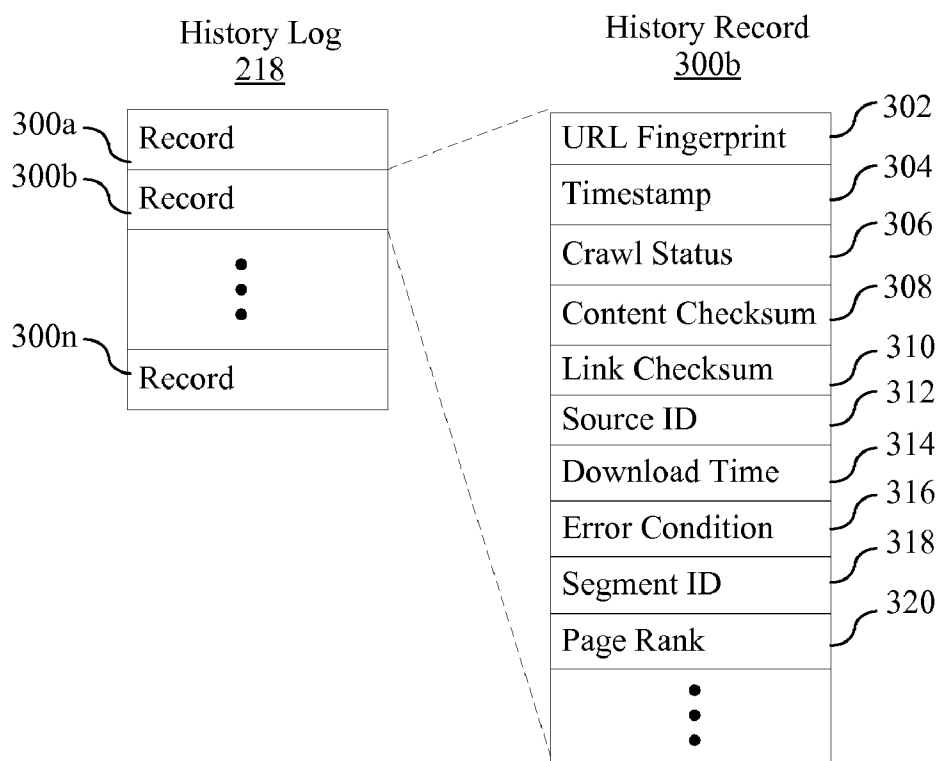 History Log
218
300a
Record
300b
Record
300n
Record
History Record
300b
URL Fingerprint
302
Timestamp
304
Crawl Status
306
Content Checksum
308
Link Checksum
310
Source ID
312
Download Time
314
Error Condition
316
Segment ID
318
Page Rank
320